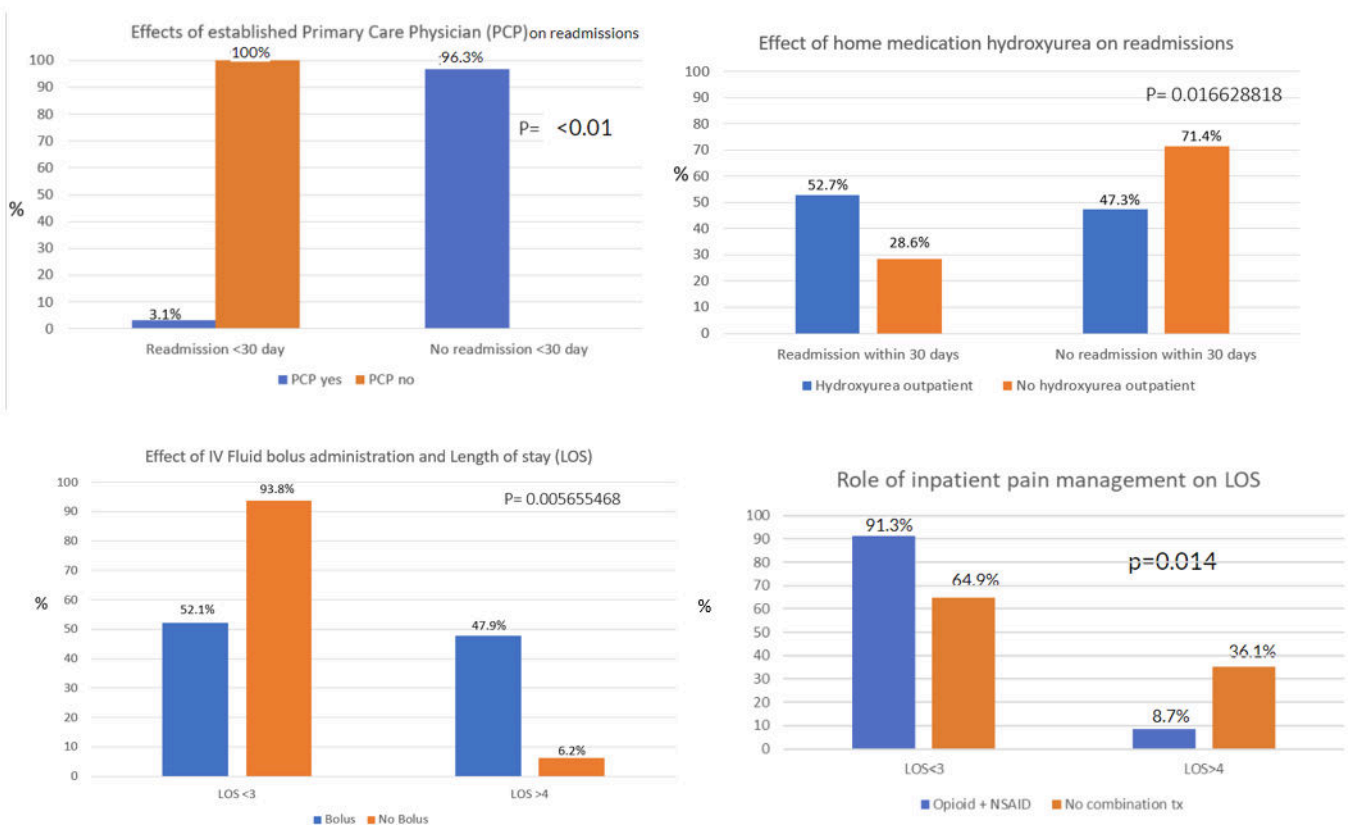 Effects of established Primary Care Physician (PCP) on readmissions
100%
96.3%
P= <0.01
3.1%
%
100
90
80
70
60
50
40
30
20
10
0
Readmission <30 day
No readmission <30 day
PCP yes
PCP no
Effect of home medication hydroxyurea on readmissions
P= 0.016628818
71.4%
52.7%
47.3%
28.6%
%
100
90
80
70
60
50
40
30
20
10
0
Readmission within 30 days
No readmission within 30 days
Hydroxyurea outpatient
No hydroxyurea outpatient
Effect of IV Fluid bolus administration and Length of stay (LOS)
93.8%
P= 0.005655468
52.1%
47.9%
6.2%
%
100
90
80
70
60
50
40
30
20
10
0
LOS <3
LOS >4
Bolus
No Bolus
Role of inpatient pain management on LOS
91.3%
p=0.014
64.9%
36.1%
8.7%
%
100
90
80
70
60
50
40
30
20
10
0
LOS<3
LOS>4
Opioid + NSAID
No combination tx